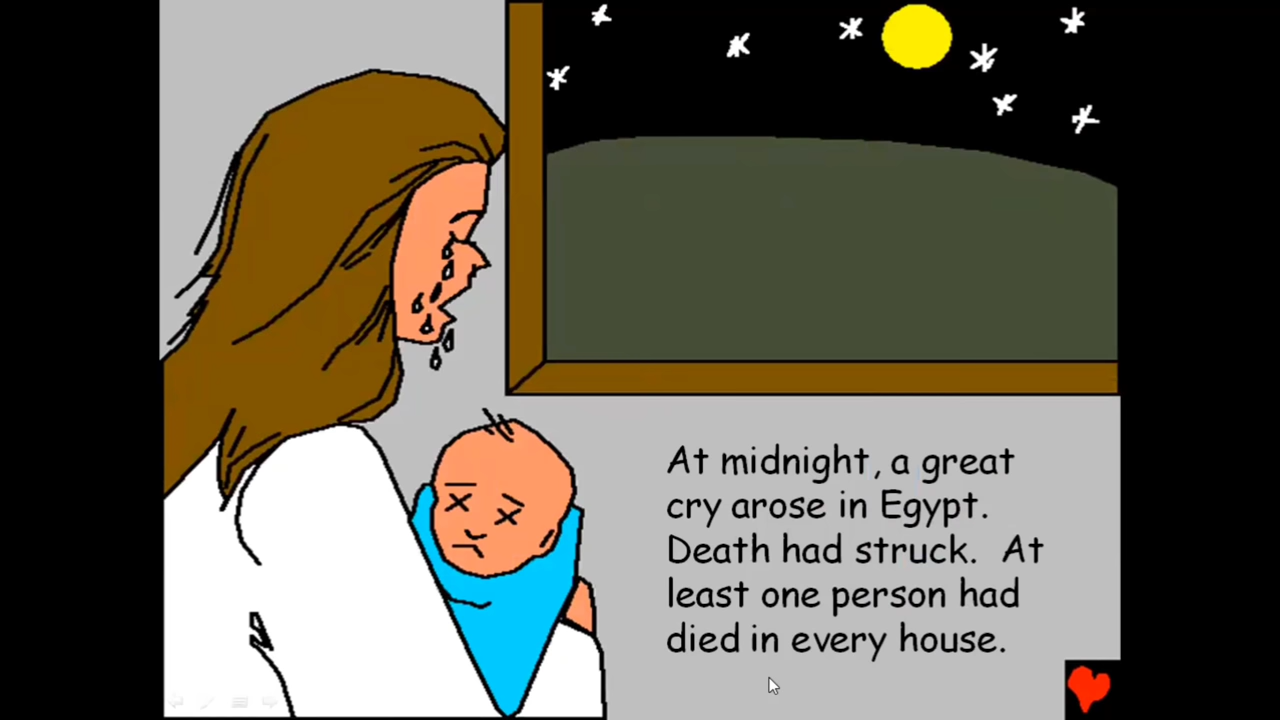 At midnight, a great
cry arose in Egypt.
Death had struck.  At
least one person had
died in every house.